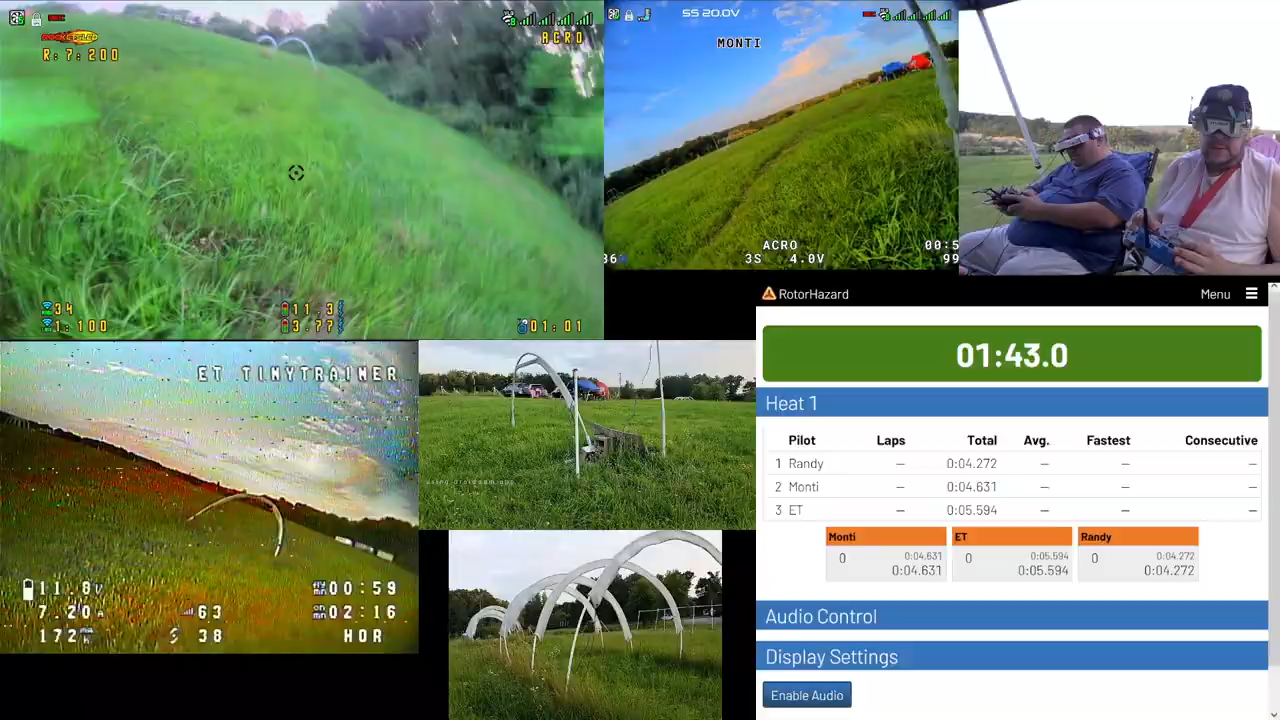 R:7:200
ACRO
34
1:100
11.3
3.77
01:01
SS 20.0V
MONTI
ACRO
3S 4.0V
00:5
99
ET TINYTRAINER
11.8V
7.20A
172
63
38
00:59
02:16
HOR
RotorHazard
Menu
01:43.0
Heat 1
Pilot Laps Total Avg. Fastest Consecutive
1 Randy — 0:04.272 — — —
2 Monti — 0:04.631 — — —
3 ET — 0:05.594 — — —
Monti ET Randy
0 0:04.631 0 0:05.594 0 0:04.272
0:04.631 0:05.594 0:04.272
Audio Control
Display Settings
Enable Audio